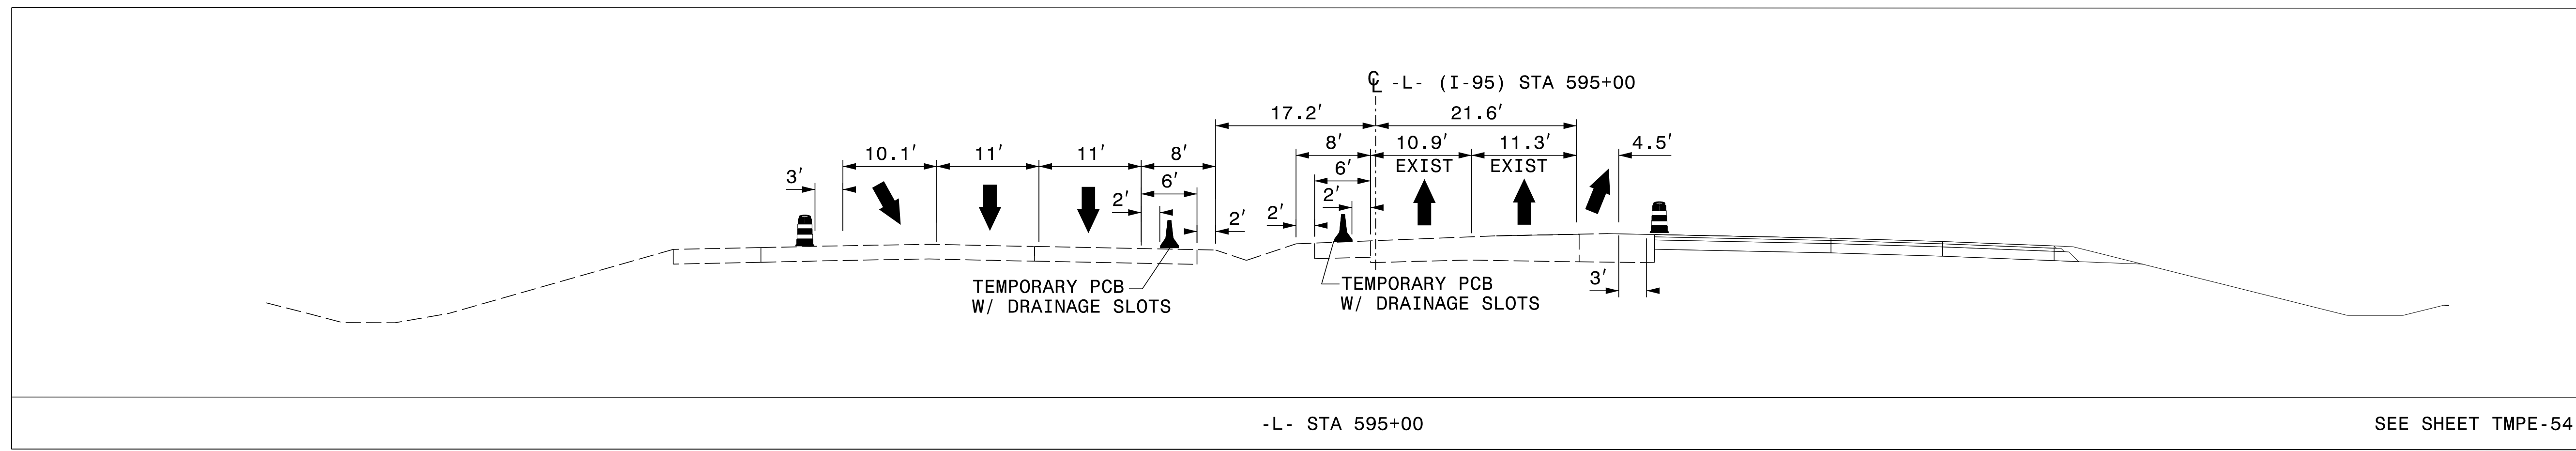 ℄ -L- (I-95) STA 595+00
17.2′ 21.6′
8′ 10.9′ 11.3′ 4.5′
10.1′ 11′ 11′ 8′
EXIST EXIST
6′
3′ 6′
2′ 2′
2′ 2′
3′
TEMPORARY PCB
W/ DRAINAGE SLOTS
TEMPORARY PCB
W/ DRAINAGE SLOTS
-L- STA 595+00
SEE SHEET TMPE-54